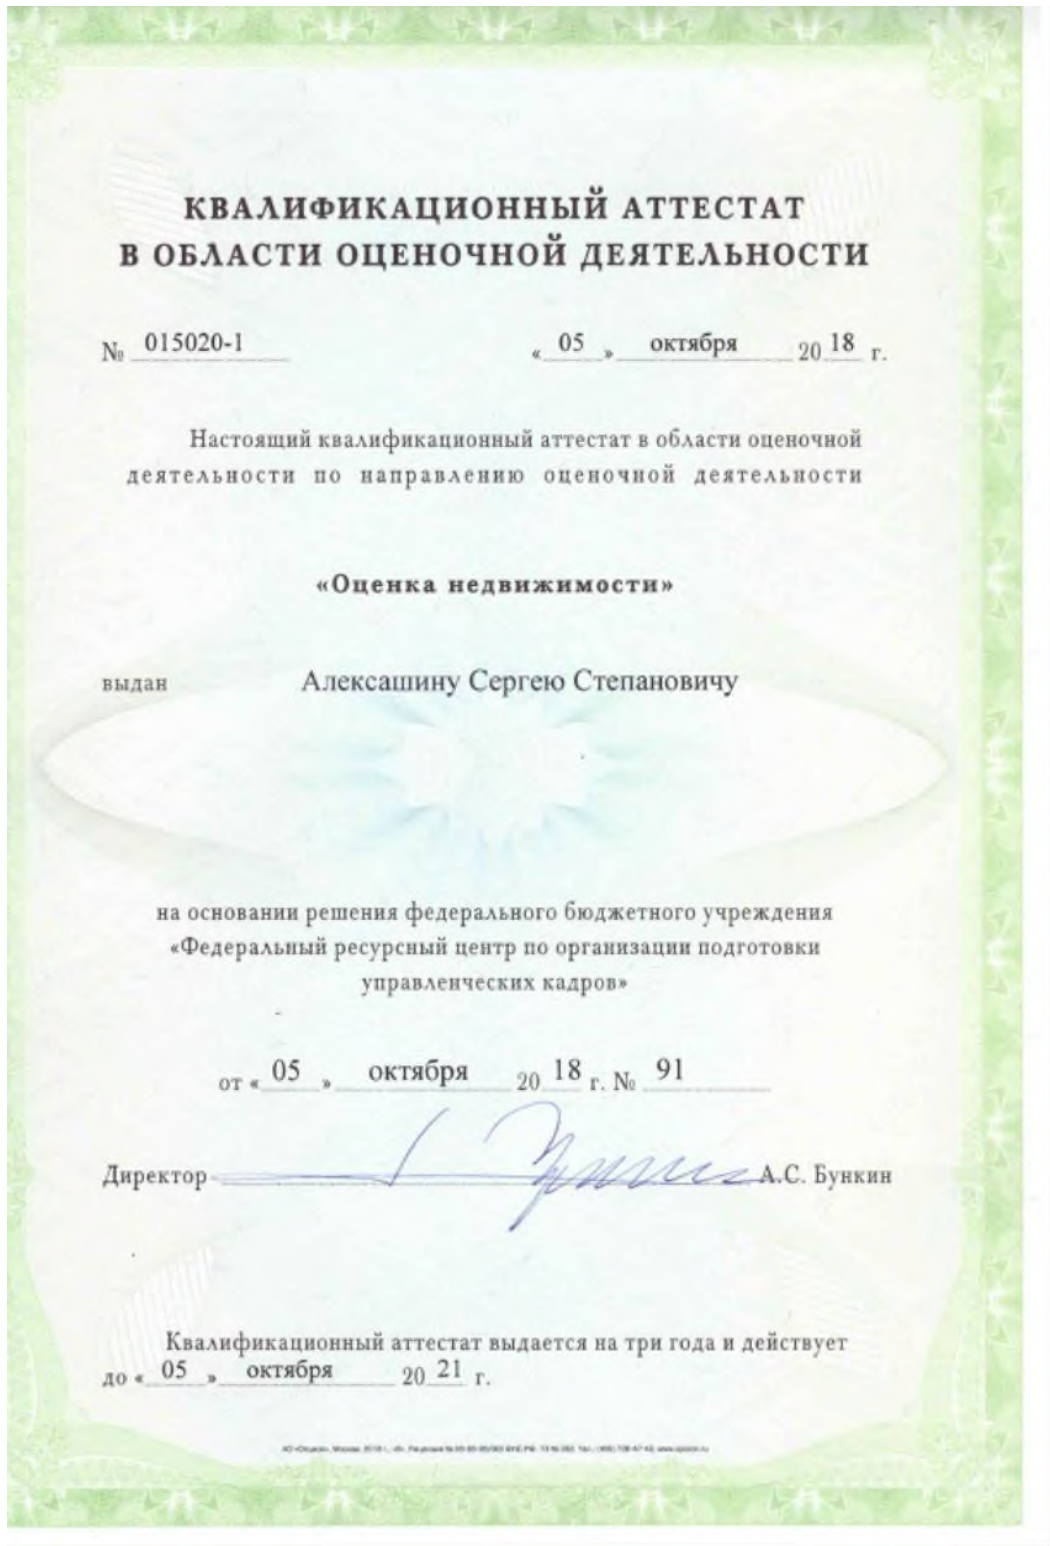 КВАЛИФИКАЦИОННЫЙ АТТЕСТАТ
В ОБЛАСТИ ОЦЕНОЧНОЙ ДЕЯТЕЛЬНОСТИ
№ 015020-1 « 05 » октября 20 18 г.
Настоящий квалификационный аттестат в области оценочной
деятельности по направлению оценочной деятельности
«Оценка недвижимости»
выдан Алексашину Сергею Степановичу
на основании решения федерального бюджетного учреждения
«Федеральный ресурсный центр по организации подготовки
управленческих кадров»
от « 05 » октября 20 18 г. № 91
Директор А.С. Бункин
Квалификационный аттестат выдается на три года и действует
до « 05 » октября 20 21 г.